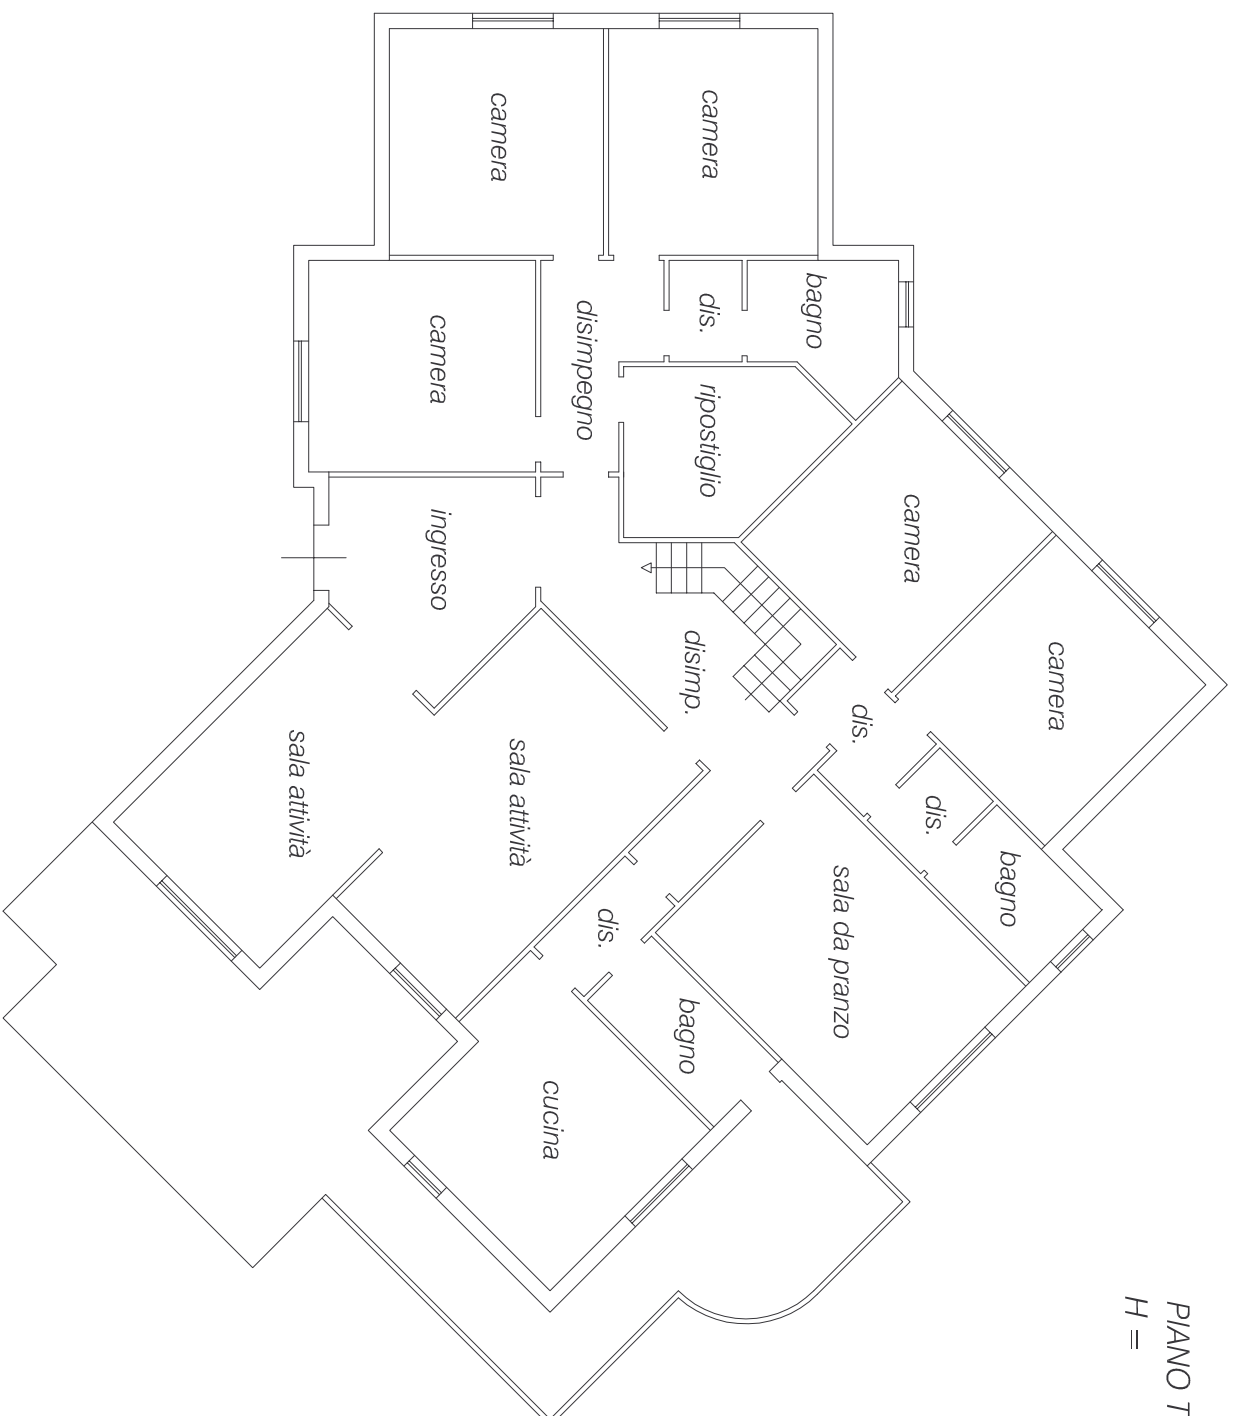 camera
camera
bagno
dis.
disimpegno
camera
ripostiglio
camera
ingresso
camera
disimp.
dis.
sala attività
sala attività
dis.
bagno
sala da pranzo
dis.
bagno
cucina
PIANO T
H =